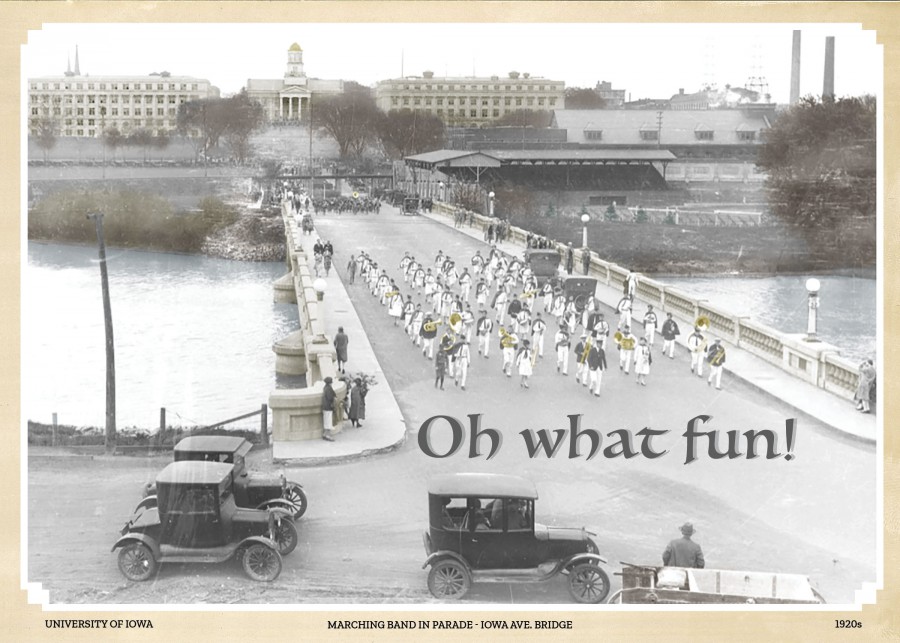 Oh what fun!
UNIVERSITY OF IOWA
MARCHING BAND IN PARADE - IOWA AVE. BRIDGE
1920s